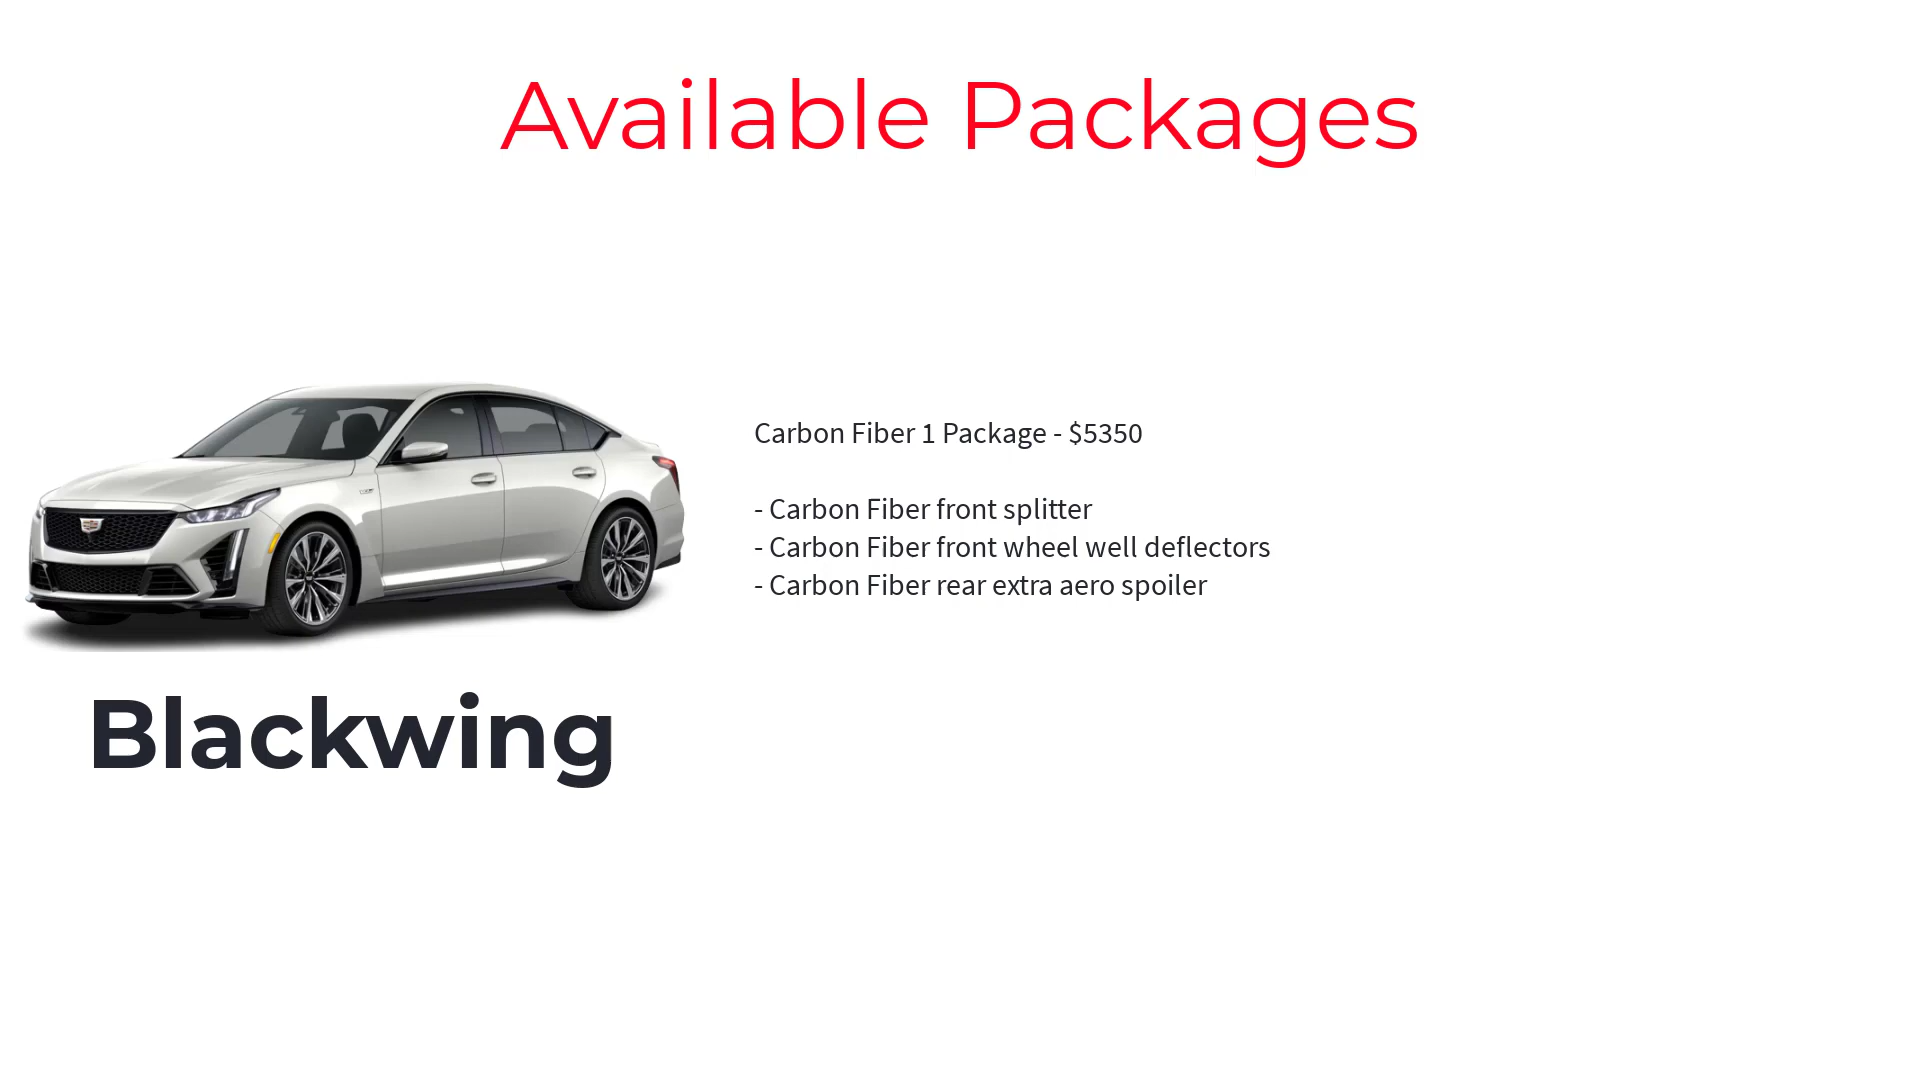 Available Packages
Carbon Fiber 1 Package - $5350
- Carbon Fiber front splitter
- Carbon Fiber front wheel well deflectors
- Carbon Fiber rear extra aero spoiler
Blackwing